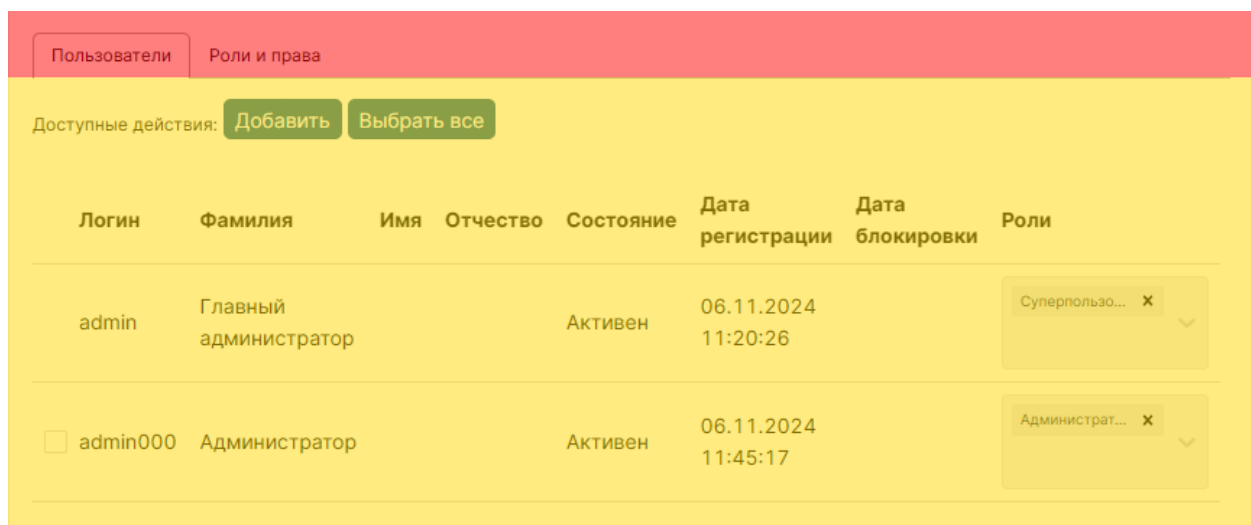 Пользователи Роли и права
Доступные действия: Добавить Выбрать все
Логин Фамилия Имя Отчество Состояние Дата регистрации Дата блокировки Роли
admin Главный администратор Активен 06.11.2024 11:20:26 Суперпользо... ×
admin000 Администратор Активен 06.11.2024 11:45:17 Администрат... ×